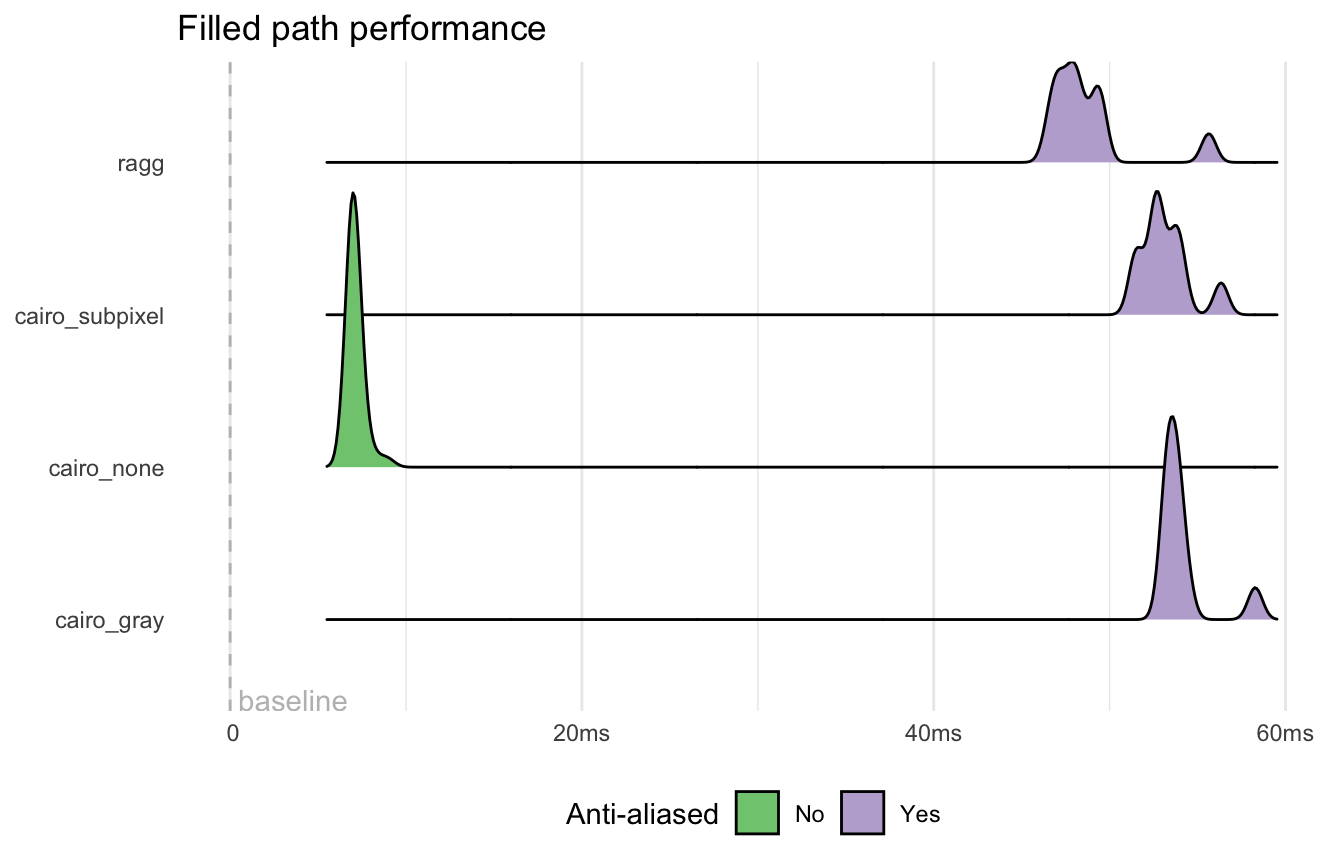 Filled path performance
ragg
cairo_subpixel
cairo_none
cairo_gray
baseline
0 20ms 40ms 60ms
Anti-aliased No Yes